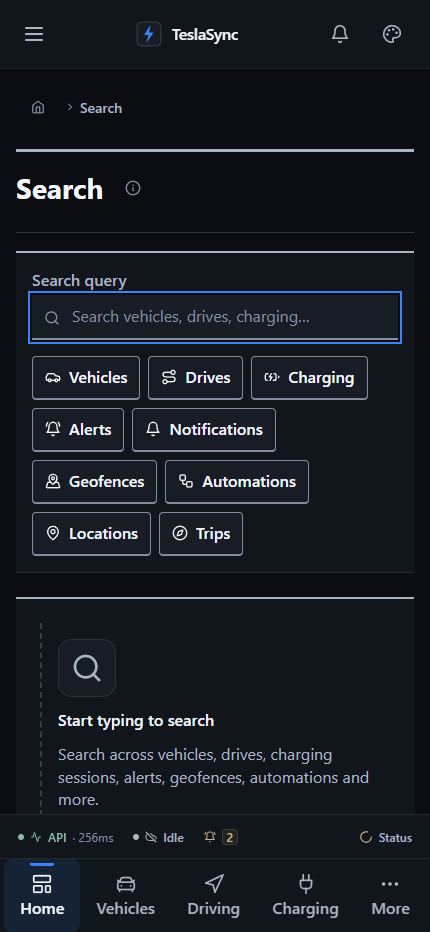 TeslaSync
Search
Search
Search query
Search vehicles, drives, charging...
Vehicles
Drives
Charging
Alerts
Notifications
Geofences
Automations
Locations
Trips
Start typing to search
Search across vehicles, drives, charging
sessions, alerts, geofences, automations and
more.
API · 256ms
Idle
2
Status
Home
Vehicles
Driving
Charging
More